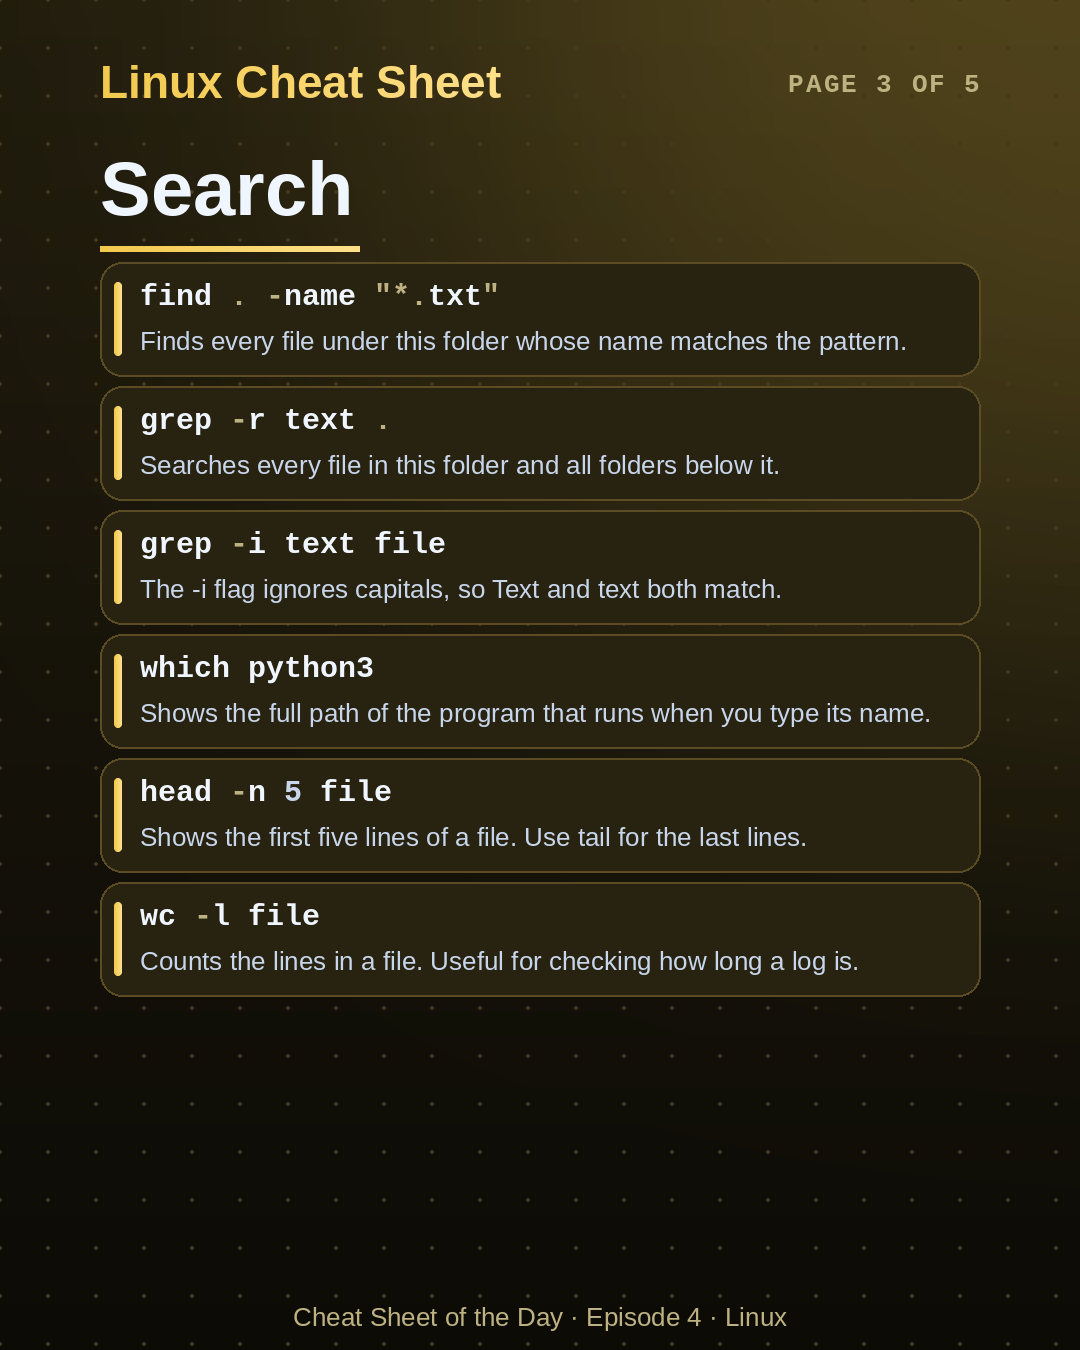 Linux Cheat Sheet
PAGE 3 OF 5
Search
find . -name "*.txt"
Finds every file under this folder whose name matches the pattern.
grep -r text .
Searches every file in this folder and all folders below it.
grep -i text file
The -i flag ignores capitals, so Text and text both match.
which python3
Shows the full path of the program that runs when you type its name.
head -n 5 file
Shows the first five lines of a file. Use tail for the last lines.
wc -l file
Counts the lines in a file. Useful for checking how long a log is.
Cheat Sheet of the Day · Episode 4 · Linux